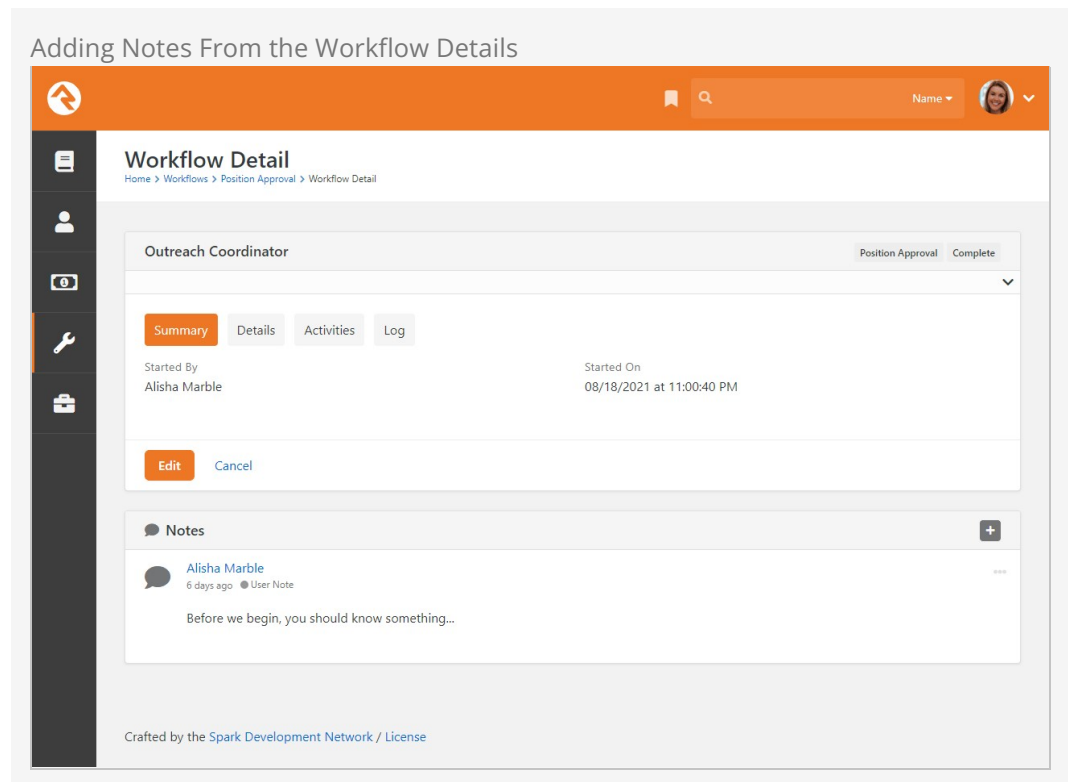 Adding Notes From the Workflow Details
Name
Workflow Detail
Home > Workflows > Position Approval > Workflow Detail
Outreach Coordinator
Position Approval Complete
Summary Details Activities Log
Started By Started On
Alisha Marble 08/18/2021 at 11:00:40 PM
Edit Cancel
Notes
Alisha Marble
6 days ago User Note
Before we begin, you should know something...
Crafted by the Spark Development Network / License